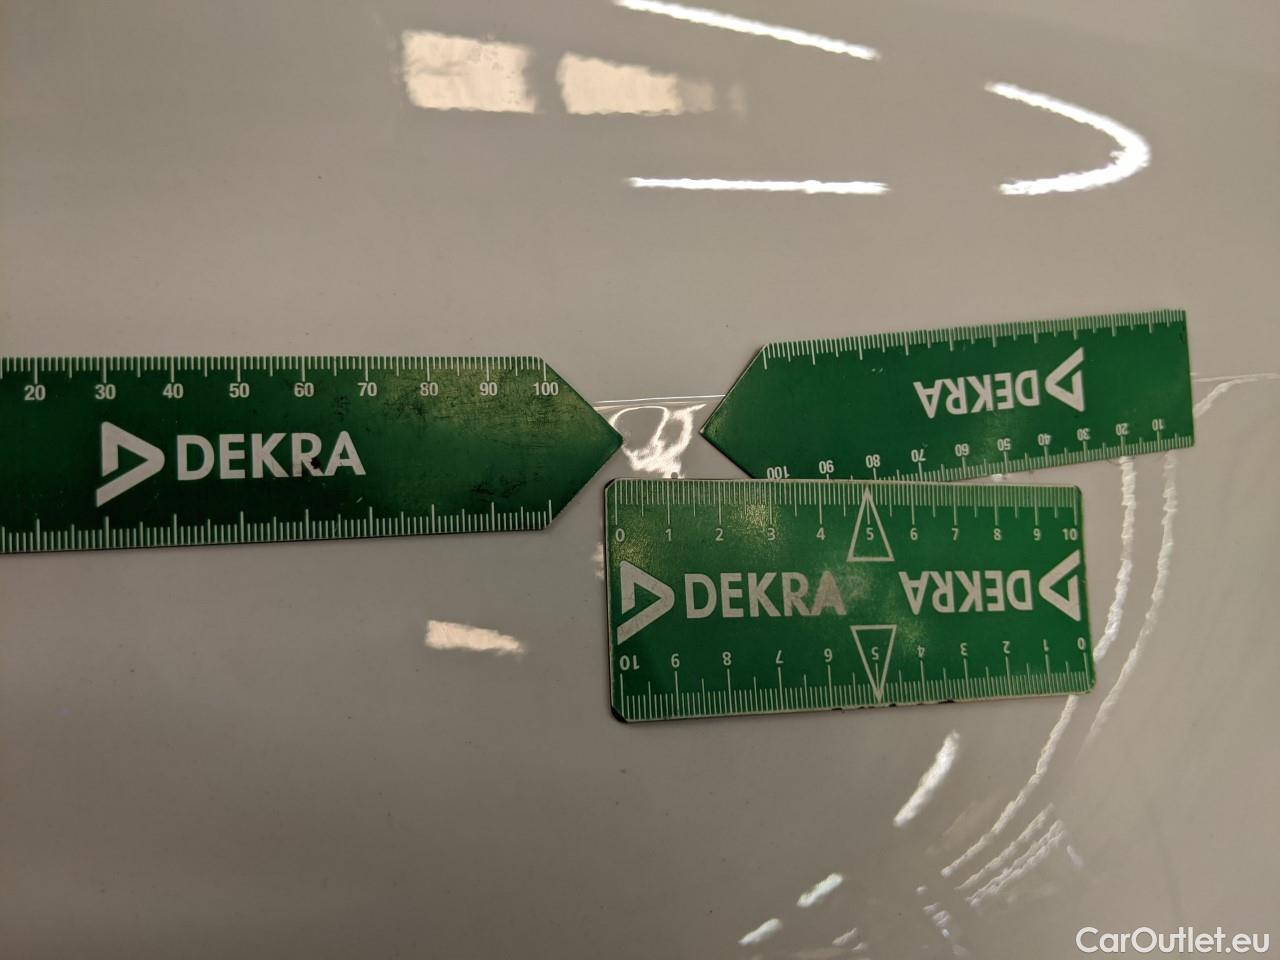 20 30 40 50 60 70 80 90 100
DEKRA
DEKRA
100 90 80 70 60 50 40 30 20 10
0 1 2 3 4 5 6 7 8 9 10
DEKRA DEKRA
10 9 8 7 6 5 4 3 2 1 0
CarOutlet.eu